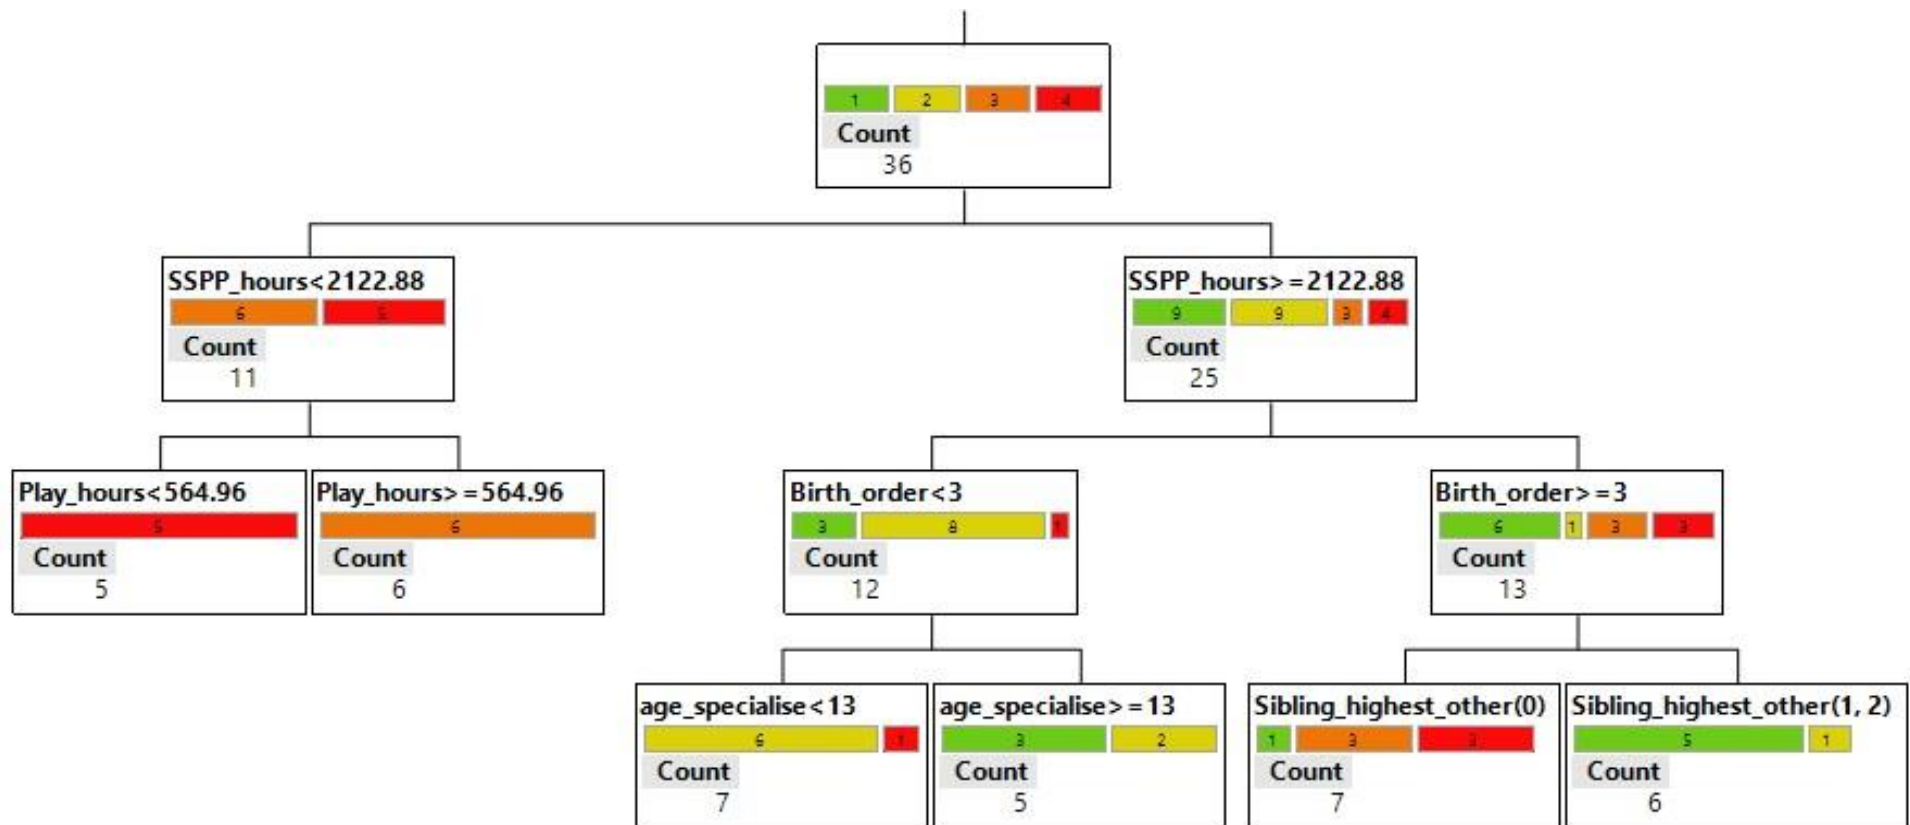 1 2 3 4
Count
36
SSPP_hours<2122.88
6 5
Count
11
SSPP_hours>=2122.88
9 9 3 4
Count
25
Play_hours<564.96
5
Count
5
Play_hours>=564.96
6
Count
6
Birth_order<3
3 8 1
Count
12
Birth_order>=3
6 1 3 3
Count
13
age_specialise<13
6 1
Count
7
age_specialise>=13
3 2
Count
5
Sibling_highest_other(0)
1 3 3
Count
7
Sibling_highest_other(1, 2)
5 1
Count
6